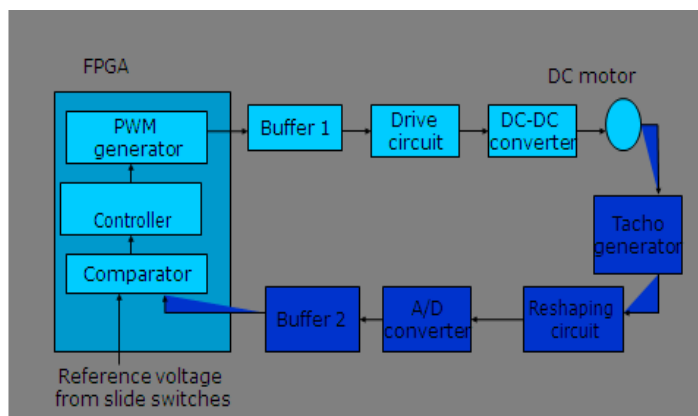 FPGA
DC motor
PWM
generator
Buffer 1
Drive
circuit
DC-DC
converter
Controller
Tacho
generator
Comparator
Buffer 2
A/D
converter
Reshaping
circuit
Reference voltage
from slide switches